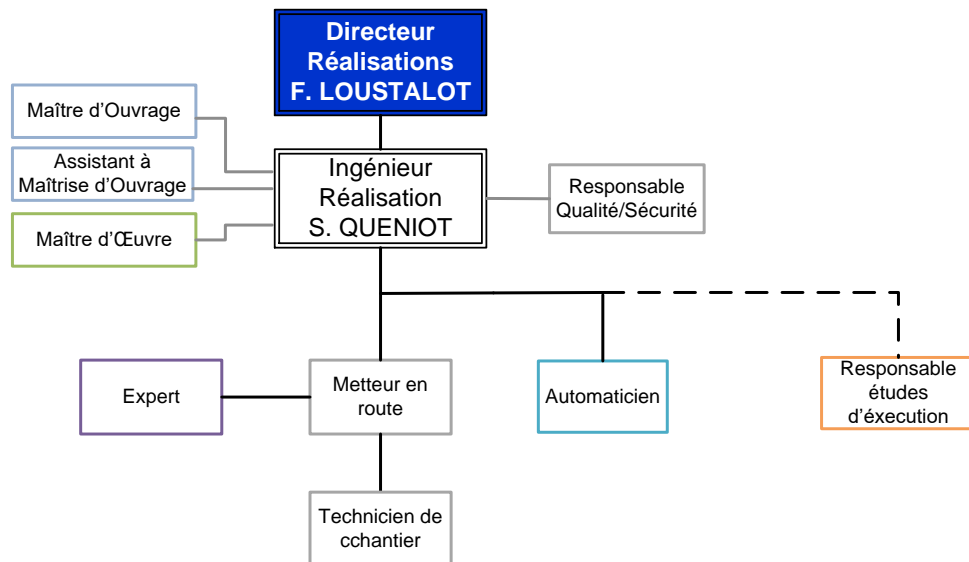 Directeur
Réalisations
F. LOUSTALOT
Maître d'Ouvrage
Assistant à
Maîtrise d'Ouvrage
Maître d'Œuvre
Ingénieur
Réalisation
S. QUENIOT
Responsable
Qualité/Sécurité
Expert
Metteur en
route
Automaticien
Responsable
études
d'éxecution
Technicien de
cchantier